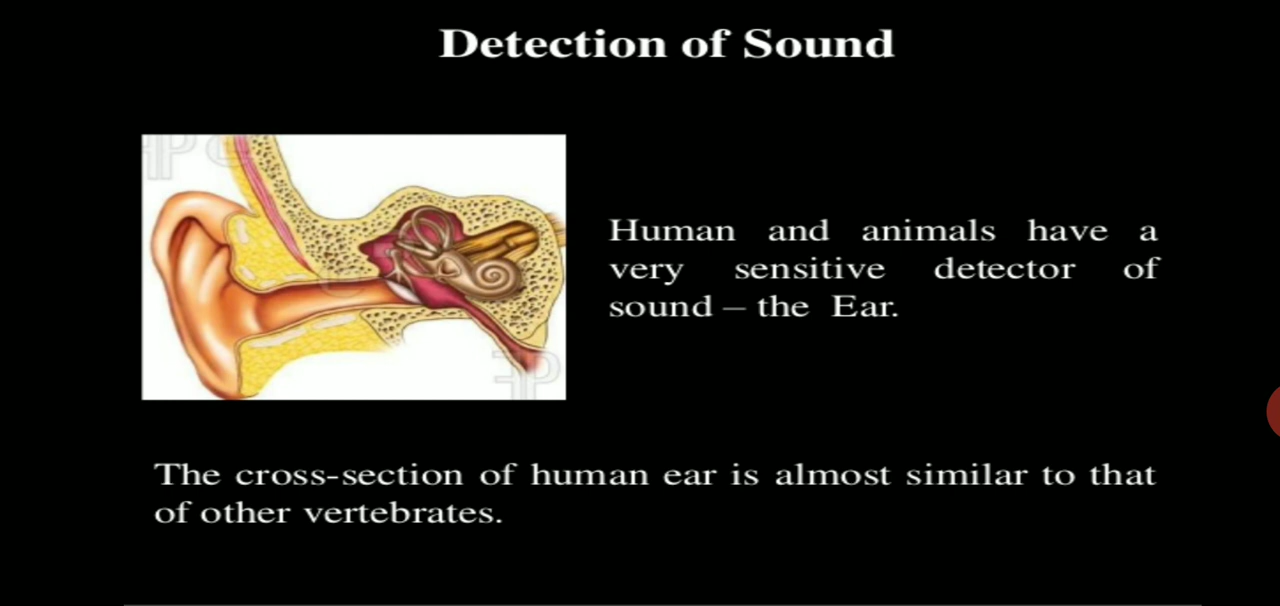 Detection of Sound
Human and animals have a
very sensitive detector of
sound – the Ear.
The cross-section of human ear is almost similar to that
of other vertebrates.